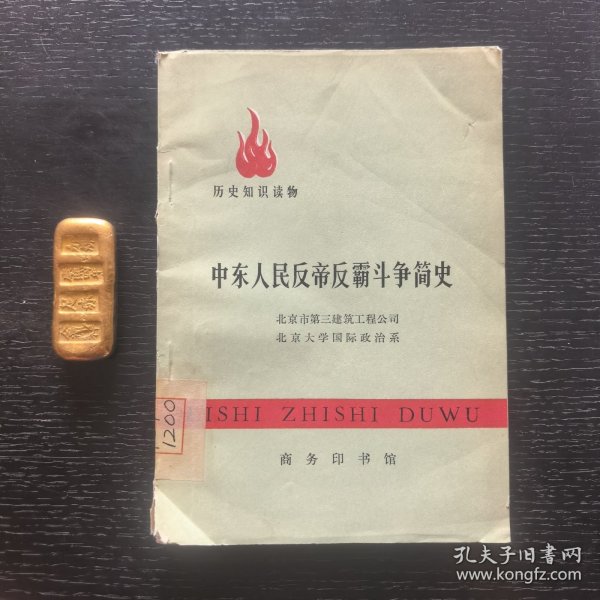 历史知识读物
中东人民反帝反霸斗争简史
北京市第三建筑工程公司
北京大学国际政治系
ISHI ZHISHI DUWU
1200
商务印书馆
孔夫子旧书网
www.kongfz.com